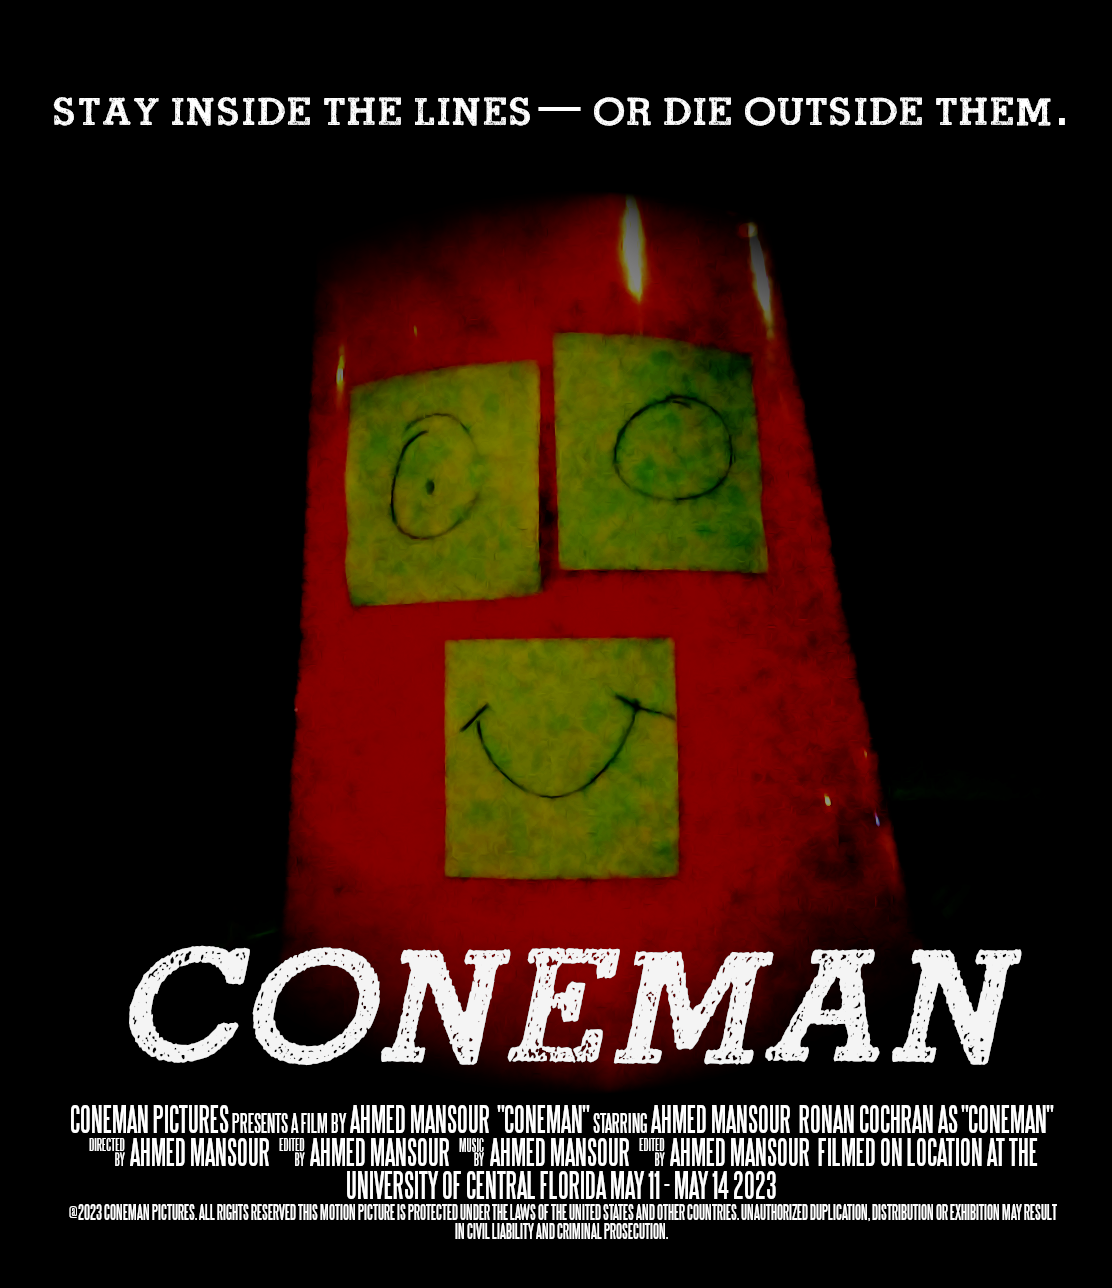 STAY INSIDE THE LINES — OR DIE OUTSIDE THEM.
CONEMAN
CONEMAN PICTURES PRESENTS A FILM BY AHMED MANSOUR "CONEMAN" STARRING AHMED MANSOUR RONAN COCHRAN AS "CONEMAN"
DIRECTED BY AHMED MANSOUR EDITED BY AHMED MANSOUR MUSIC BY AHMED MANSOUR EDITED BY AHMED MANSOUR FILMED ON LOCATION AT THE
UNIVERSITY OF CENTRAL FLORIDA MAY 11 - MAY 14 2023
@2023 CONEMAN PICTURES. ALL RIGHTS RESERVED THIS MOTION PICTURE IS PROTECTED UNDER THE LAWS OF THE UNITED STATES AND OTHER COUNTRIES. UNAUTHORIZED DUPLICATION, DISTRIBUTION OR EXHIBITION MAY RESULT
IN CIVIL LIABILITY AND CRIMINAL PROSECUTION.